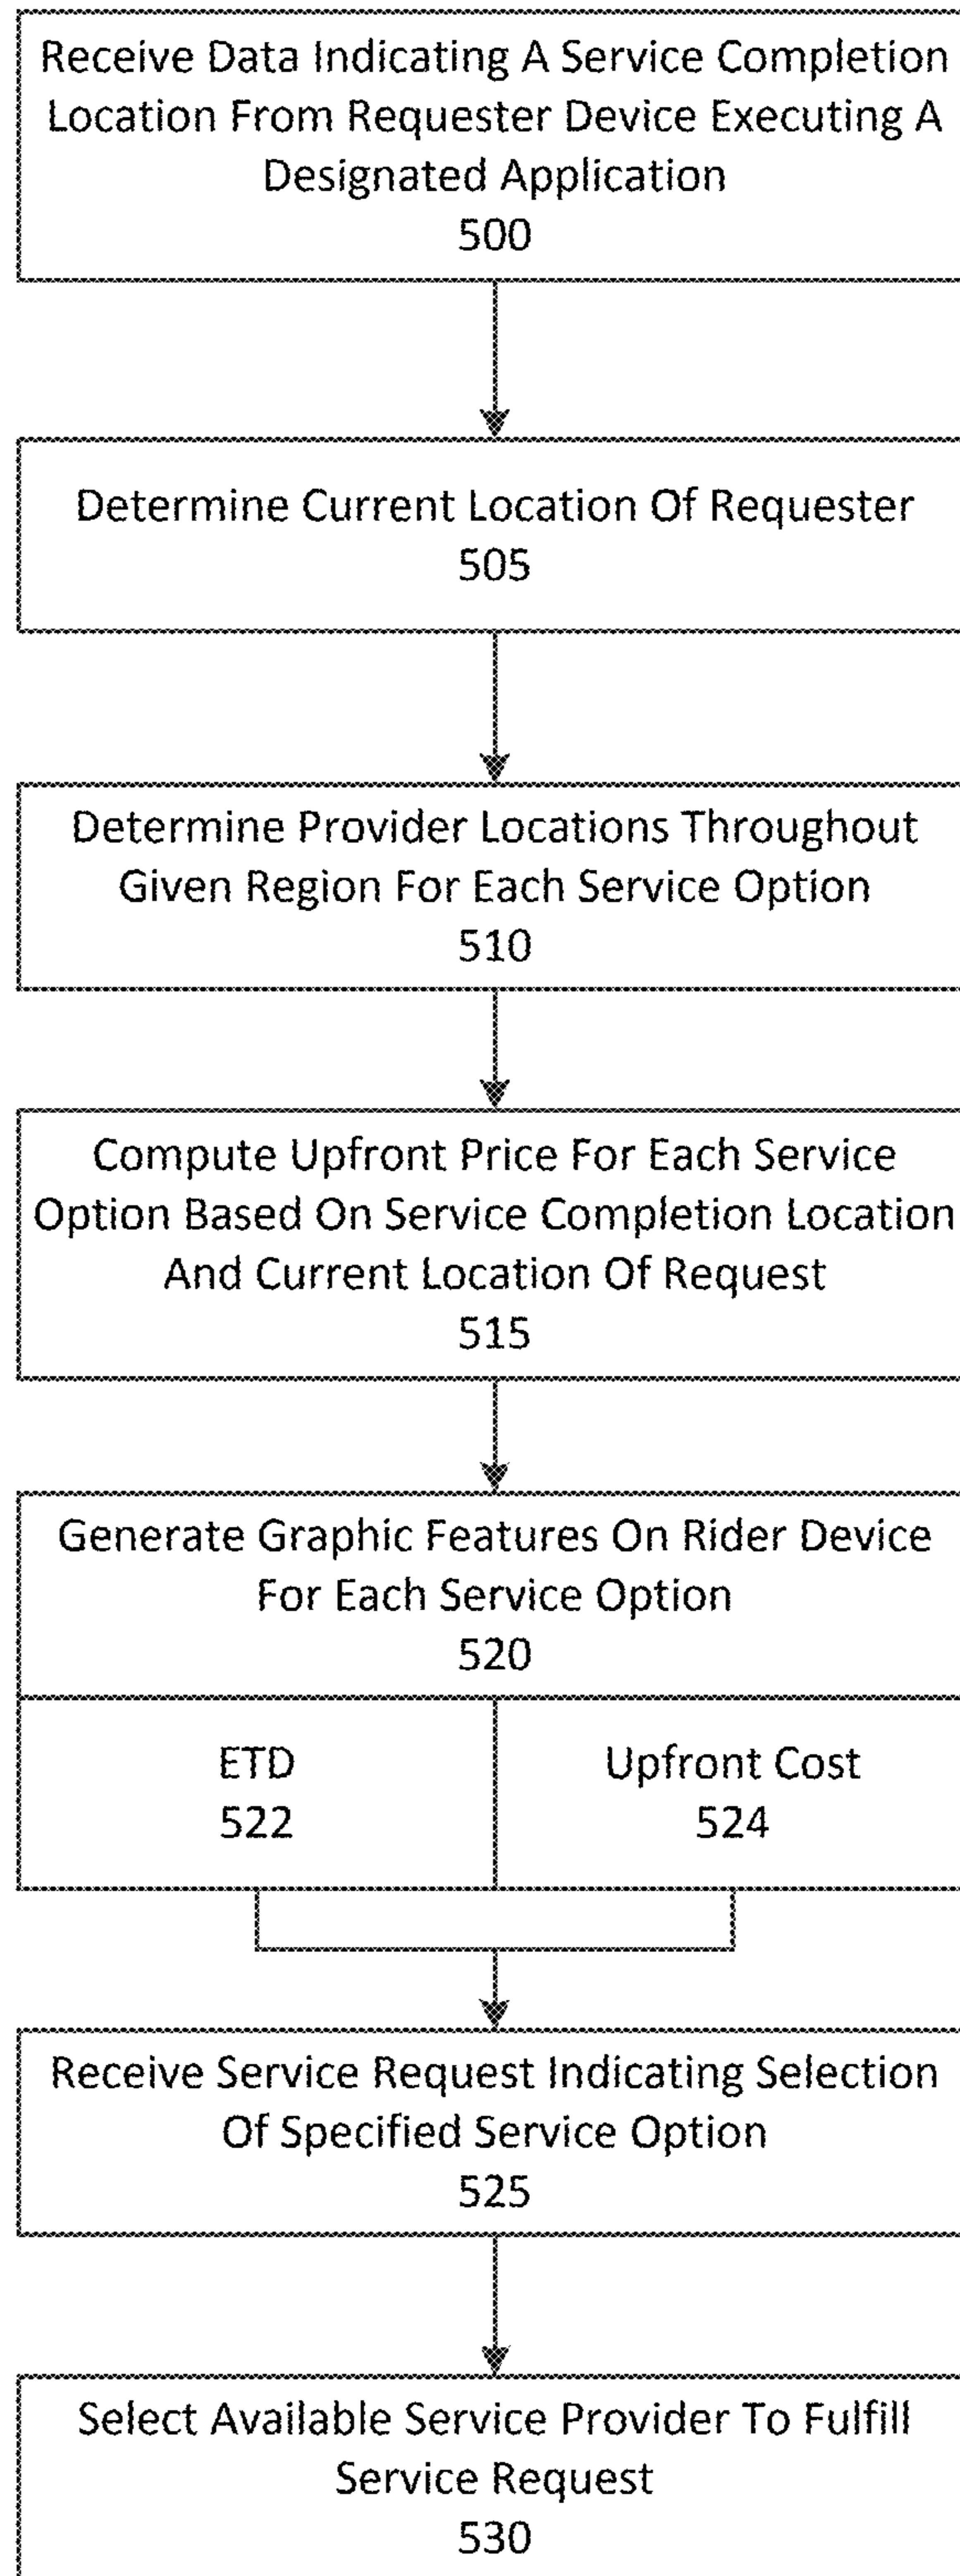 Receive Data Indicating A Service Completion
Location From Requester Device Executing A
Designated Application
500
Determine Current Location Of Requester
505
Determine Provider Locations Throughout
Given Region For Each Service Option
510
Compute Upfront Price For Each Service
Option Based On Service Completion Location
And Current Location Of Request
515
Generate Graphic Features On Rider Device
For Each Service Option
520
ETD
522
Upfront Cost
524
Receive Service Request Indicating Selection
Of Specified Service Option
525
Select Available Service Provider To Fulfill
Service Request
530